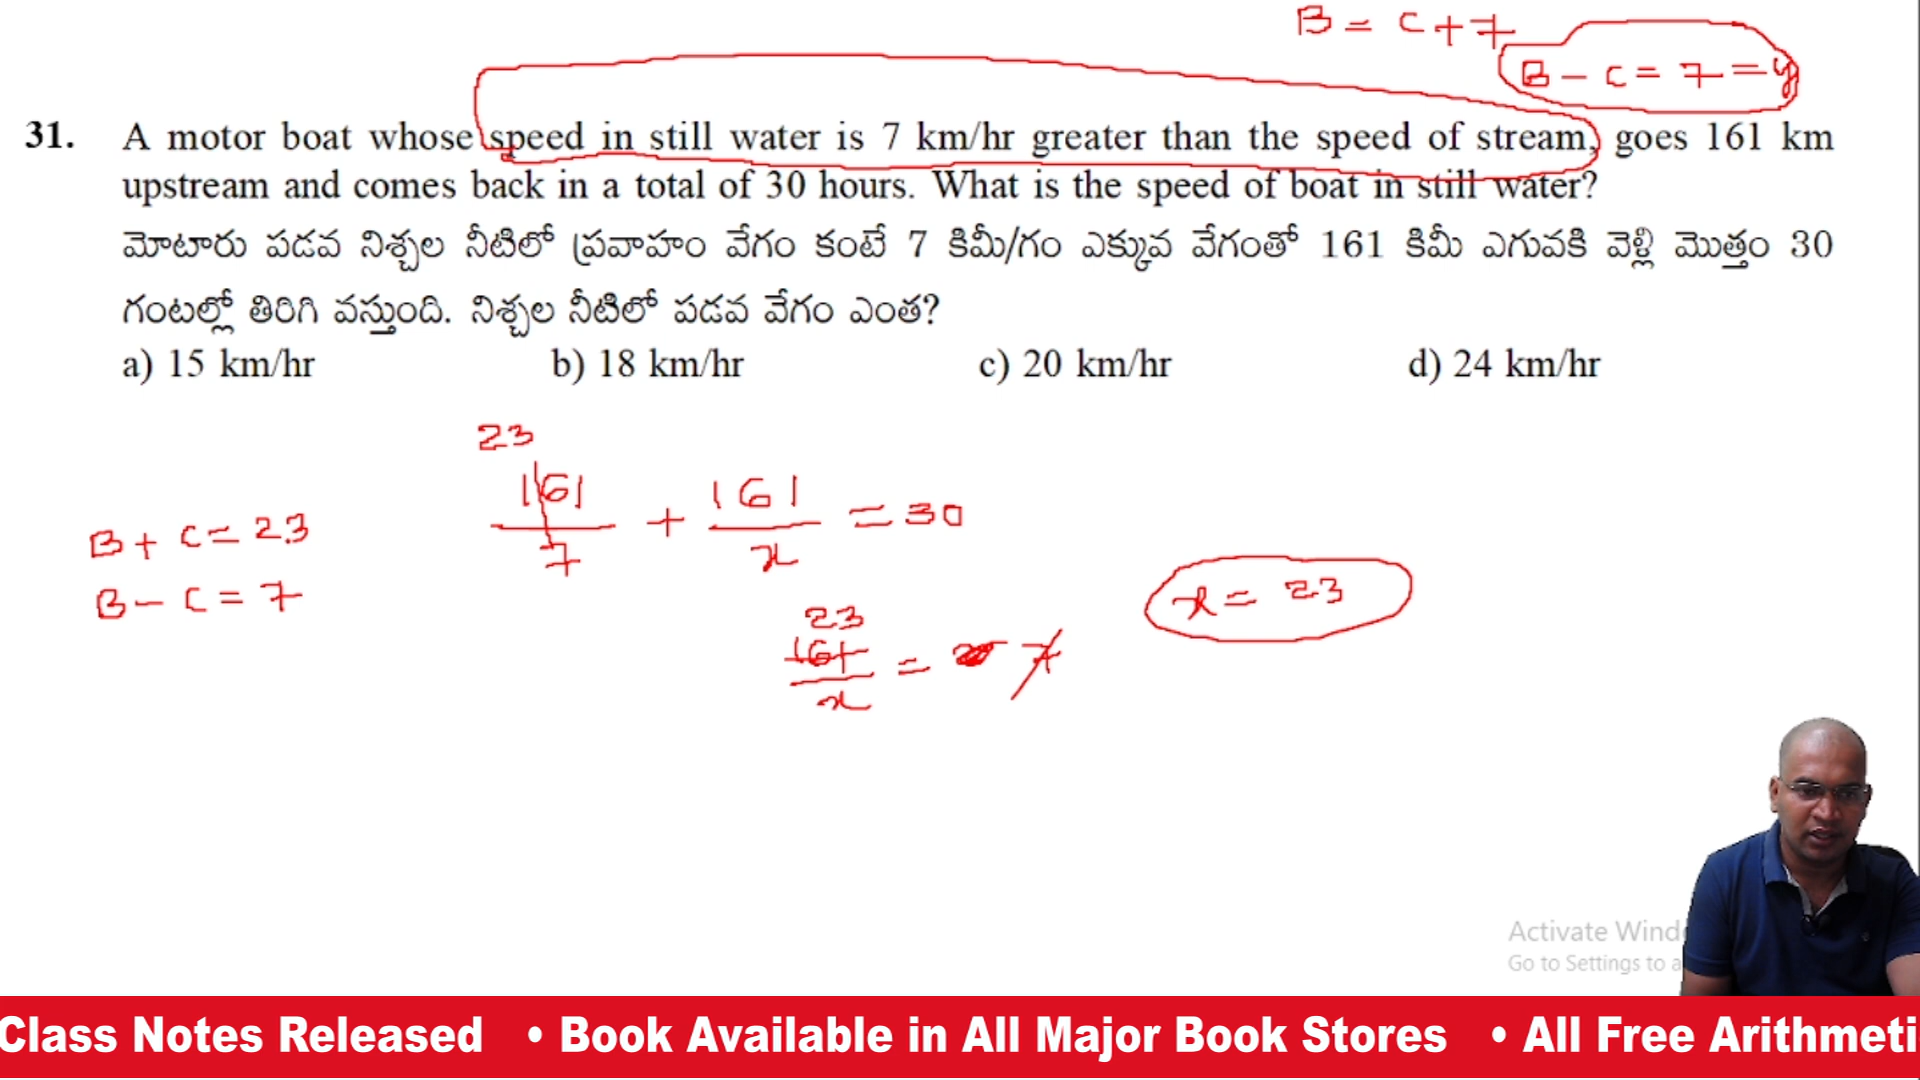 B = C + 7
B - C = 7 = y
31. A motor boat whose speed in still water is 7 km/hr greater than the speed of stream, goes 161 km
upstream and comes back in a total of 30 hours. What is the speed of boat in still water?
మోటారు పడవ నిశ్చల నీటిలో ప్రవాహం వేగం కంటే 7 కిమీ/గం ఎక్కువ వేగంతో 161 కిమీ ఎగువకి వెళ్లి మొత్తం 30
గంటల్లో తిరిగి వస్తుంది. నిశ్చల నీటిలో పడవ వేగం ఎంత?
a) 15 km/hr b) 18 km/hr c) 20 km/hr d) 24 km/hr
23
161/7 + 161/x = 30
B + C = 23
B - C = 7
x = 23
23
161/x = 7
Activate Wind
Go to Settings to a
Class Notes Released • Book Available in All Major Book Stores • All Free Arithmeti